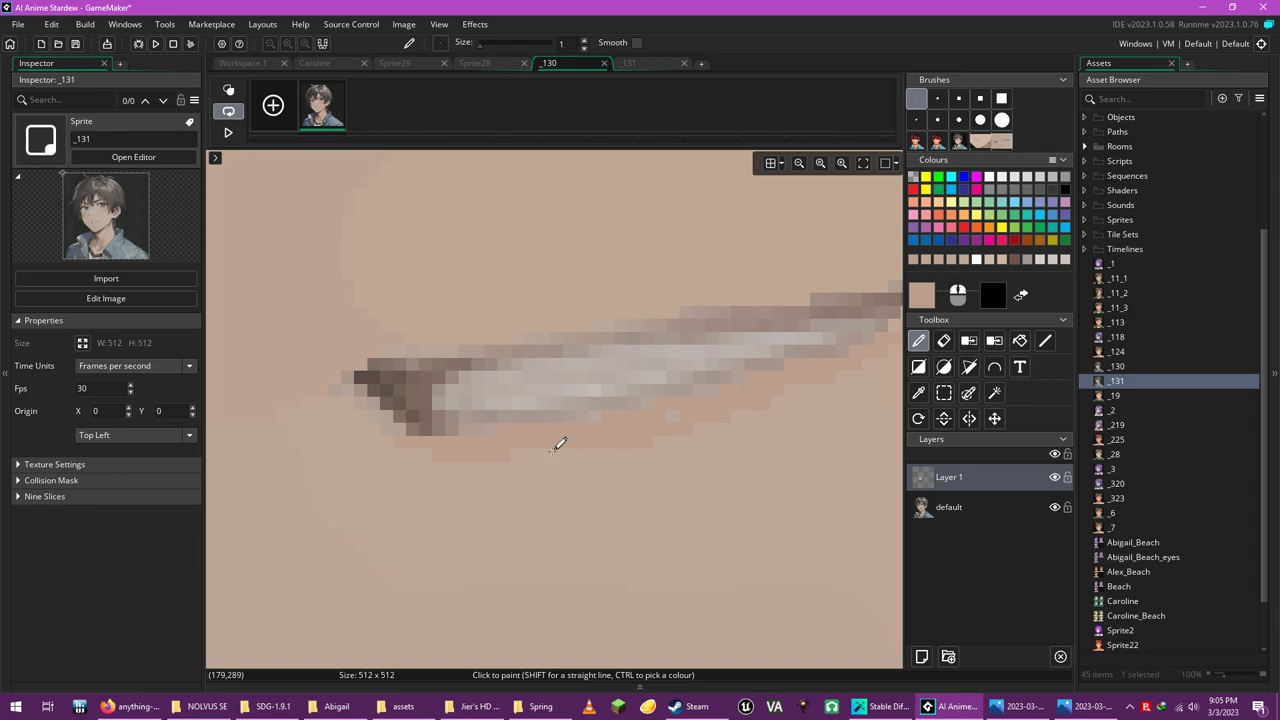 AI Anime Stardew - GameMaker*
File Edit Build Windows Tools Marketplace Layouts Source Control Image View Effects
IDE v2023.1.0.58 Runtime v2023.1.0.76
Size: 1 Smooth
Windows | VM | Default | Default
Inspector
Workspace 1 Caroline Sprite29 Sprite28 _130 _131
Assets
Inspector: _131
Search... 0/0
Sprite
_131
Open Editor
Import
Edit Image
Properties
Size: W: 512 H: 512
Time Units Frames per second
Fps 30
Origin X 0 Y 0
Top Left
Texture Settings
Collision Mask
Nine Slices
(179,289) Size: 512 x 512 Click to paint (SHIFT for a straight line, CTRL to pick a colour)
Brushes
Colours
Toolbox
T
Layers
Layer 1
default
Asset Browser
Search...
Objects
Paths
Rooms
Scripts
Sequences
Shaders
Sounds
Sprites
Tile Sets
Timelines
_1
_11_1
_11_2
_11_3
_113
_118
_124
_130
_131
_19
_2
_219
_225
_28
_3
_320
_323
_6
_7
Abigail_Beach
Abigail_Beach_eyes
Alex_Beach
Beach
Caroline
Caroline_Beach
Sprite2
Sprite22
45 items 1 selected 100%
anything-... NOLVUS SE SDG-1.9.1 Abigail assets Jier's HD ... Spring Steam VA Stable Dif... AI Anime... 2023-03-... 2023-03-...
9:05 PM
3/3/2023